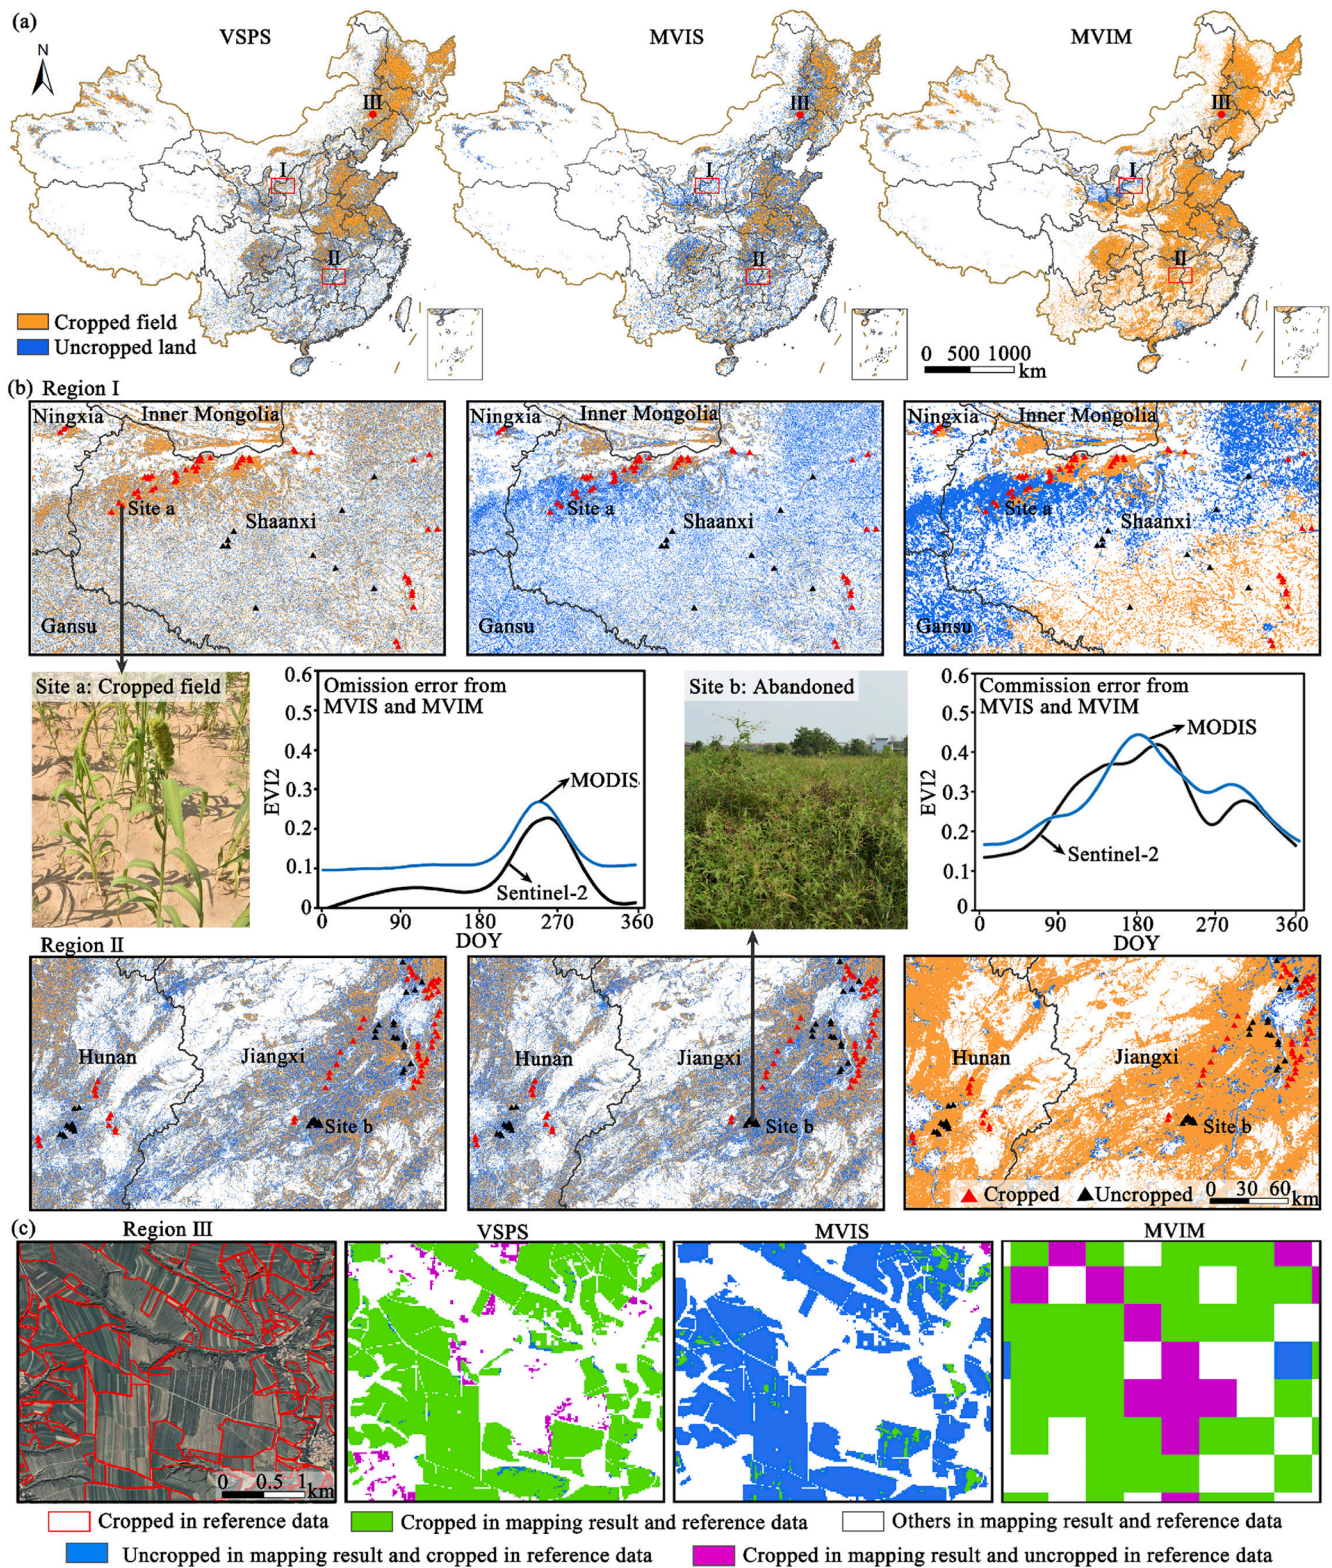 (a)
VSPS
MVIS
MVIM
N
III
III
III
I
I
I
II
II
II
Cropped field
Uncropped land
0 500 1000
km
(b) Region I
Ningxia
Inner Mongolia
Site a
Shaanxi
Gansu
Ningxia
Inner Mongolia
Site a
Shaanxi
Gansu
Ningxia
Inner Mongolia
Site a
Shaanxi
Gansu
Site a: Cropped field
Omission error from
MVIS and MVIM
0.6
0.5
0.4
0.3
0.2
0.1
0
EVI2
MODIS
Sentinel-2
0 90 180 270 360
DOY
Site b: Abandoned
Commission error from
MVIS and MVIM
0.6
0.5
0.4
0.3
0.2
0.1
0
EVI2
MODIS
Sentinel-2
0 90 180 270 360
DOY
Region II
Hunan
Jiangxi
Site b
Hunan
Jiangxi
Site b
Hunan
Jiangxi
Site b
Cropped
Uncropped
0 30 60
km
(c)
Region III
VSPS
MVIS
MVIM
0 0.5 1
km
Cropped in reference data
Cropped in mapping result and reference data
Others in mapping result and reference data
Uncropped in mapping result and cropped in reference data
Cropped in mapping result and uncropped in reference data